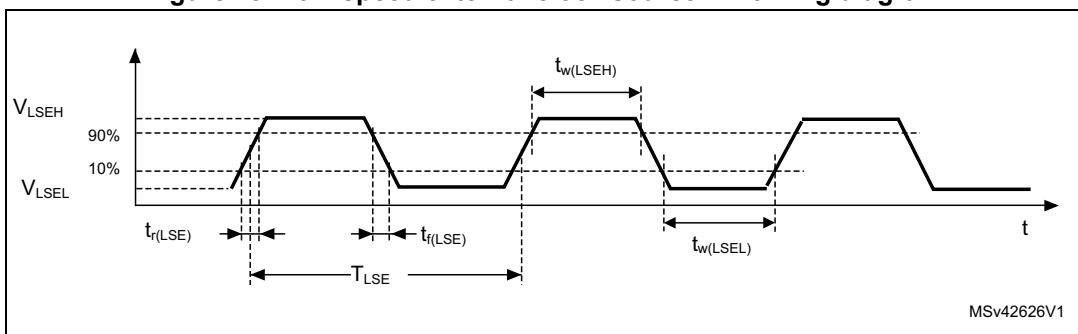 t_w(LSEH)
V_LSEH
90%
10%
V_LSEL
t_r(LSE)
t_f(LSE)
t
t_w(LSEL)
T_LSE
MSv42626V1